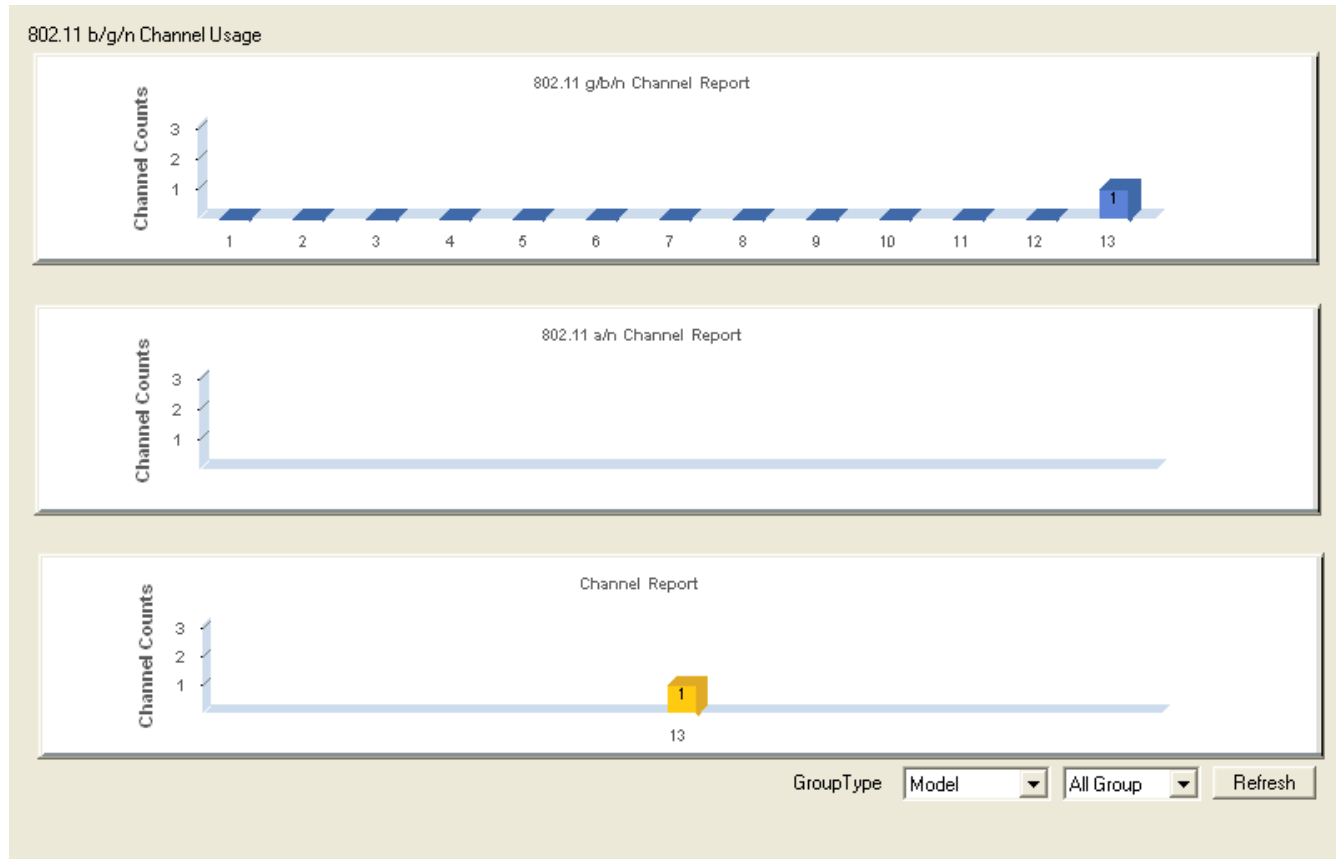 802.11 b/g/n Channel Usage
802.11 g/b/n Channel Report
Channel Counts
3
2
1
1
1 2 3 4 5 6 7 8 9 10 11 12 13
802.11 a/n Channel Report
Channel Counts
3
2
1
Channel Report
Channel Counts
3
2
1
1
13
GroupType Model All Group Refresh